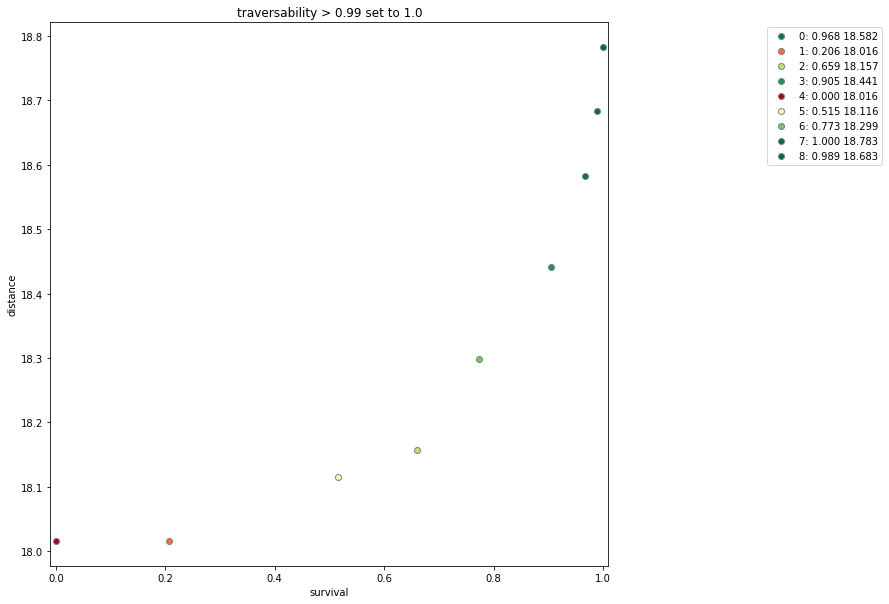 traversability > 0.99 set to 1.0
0: 0.968 18.582
1: 0.206 18.016
2: 0.659 18.157
3: 0.905 18.441
4: 0.000 18.016
5: 0.515 18.116
6: 0.773 18.299
7: 1.000 18.783
8: 0.989 18.683
18.8
18.7
18.6
18.5
18.4
18.3
18.2
18.1
18.0
distance
0.0 0.2 0.4 0.6 0.8 1.0
survival